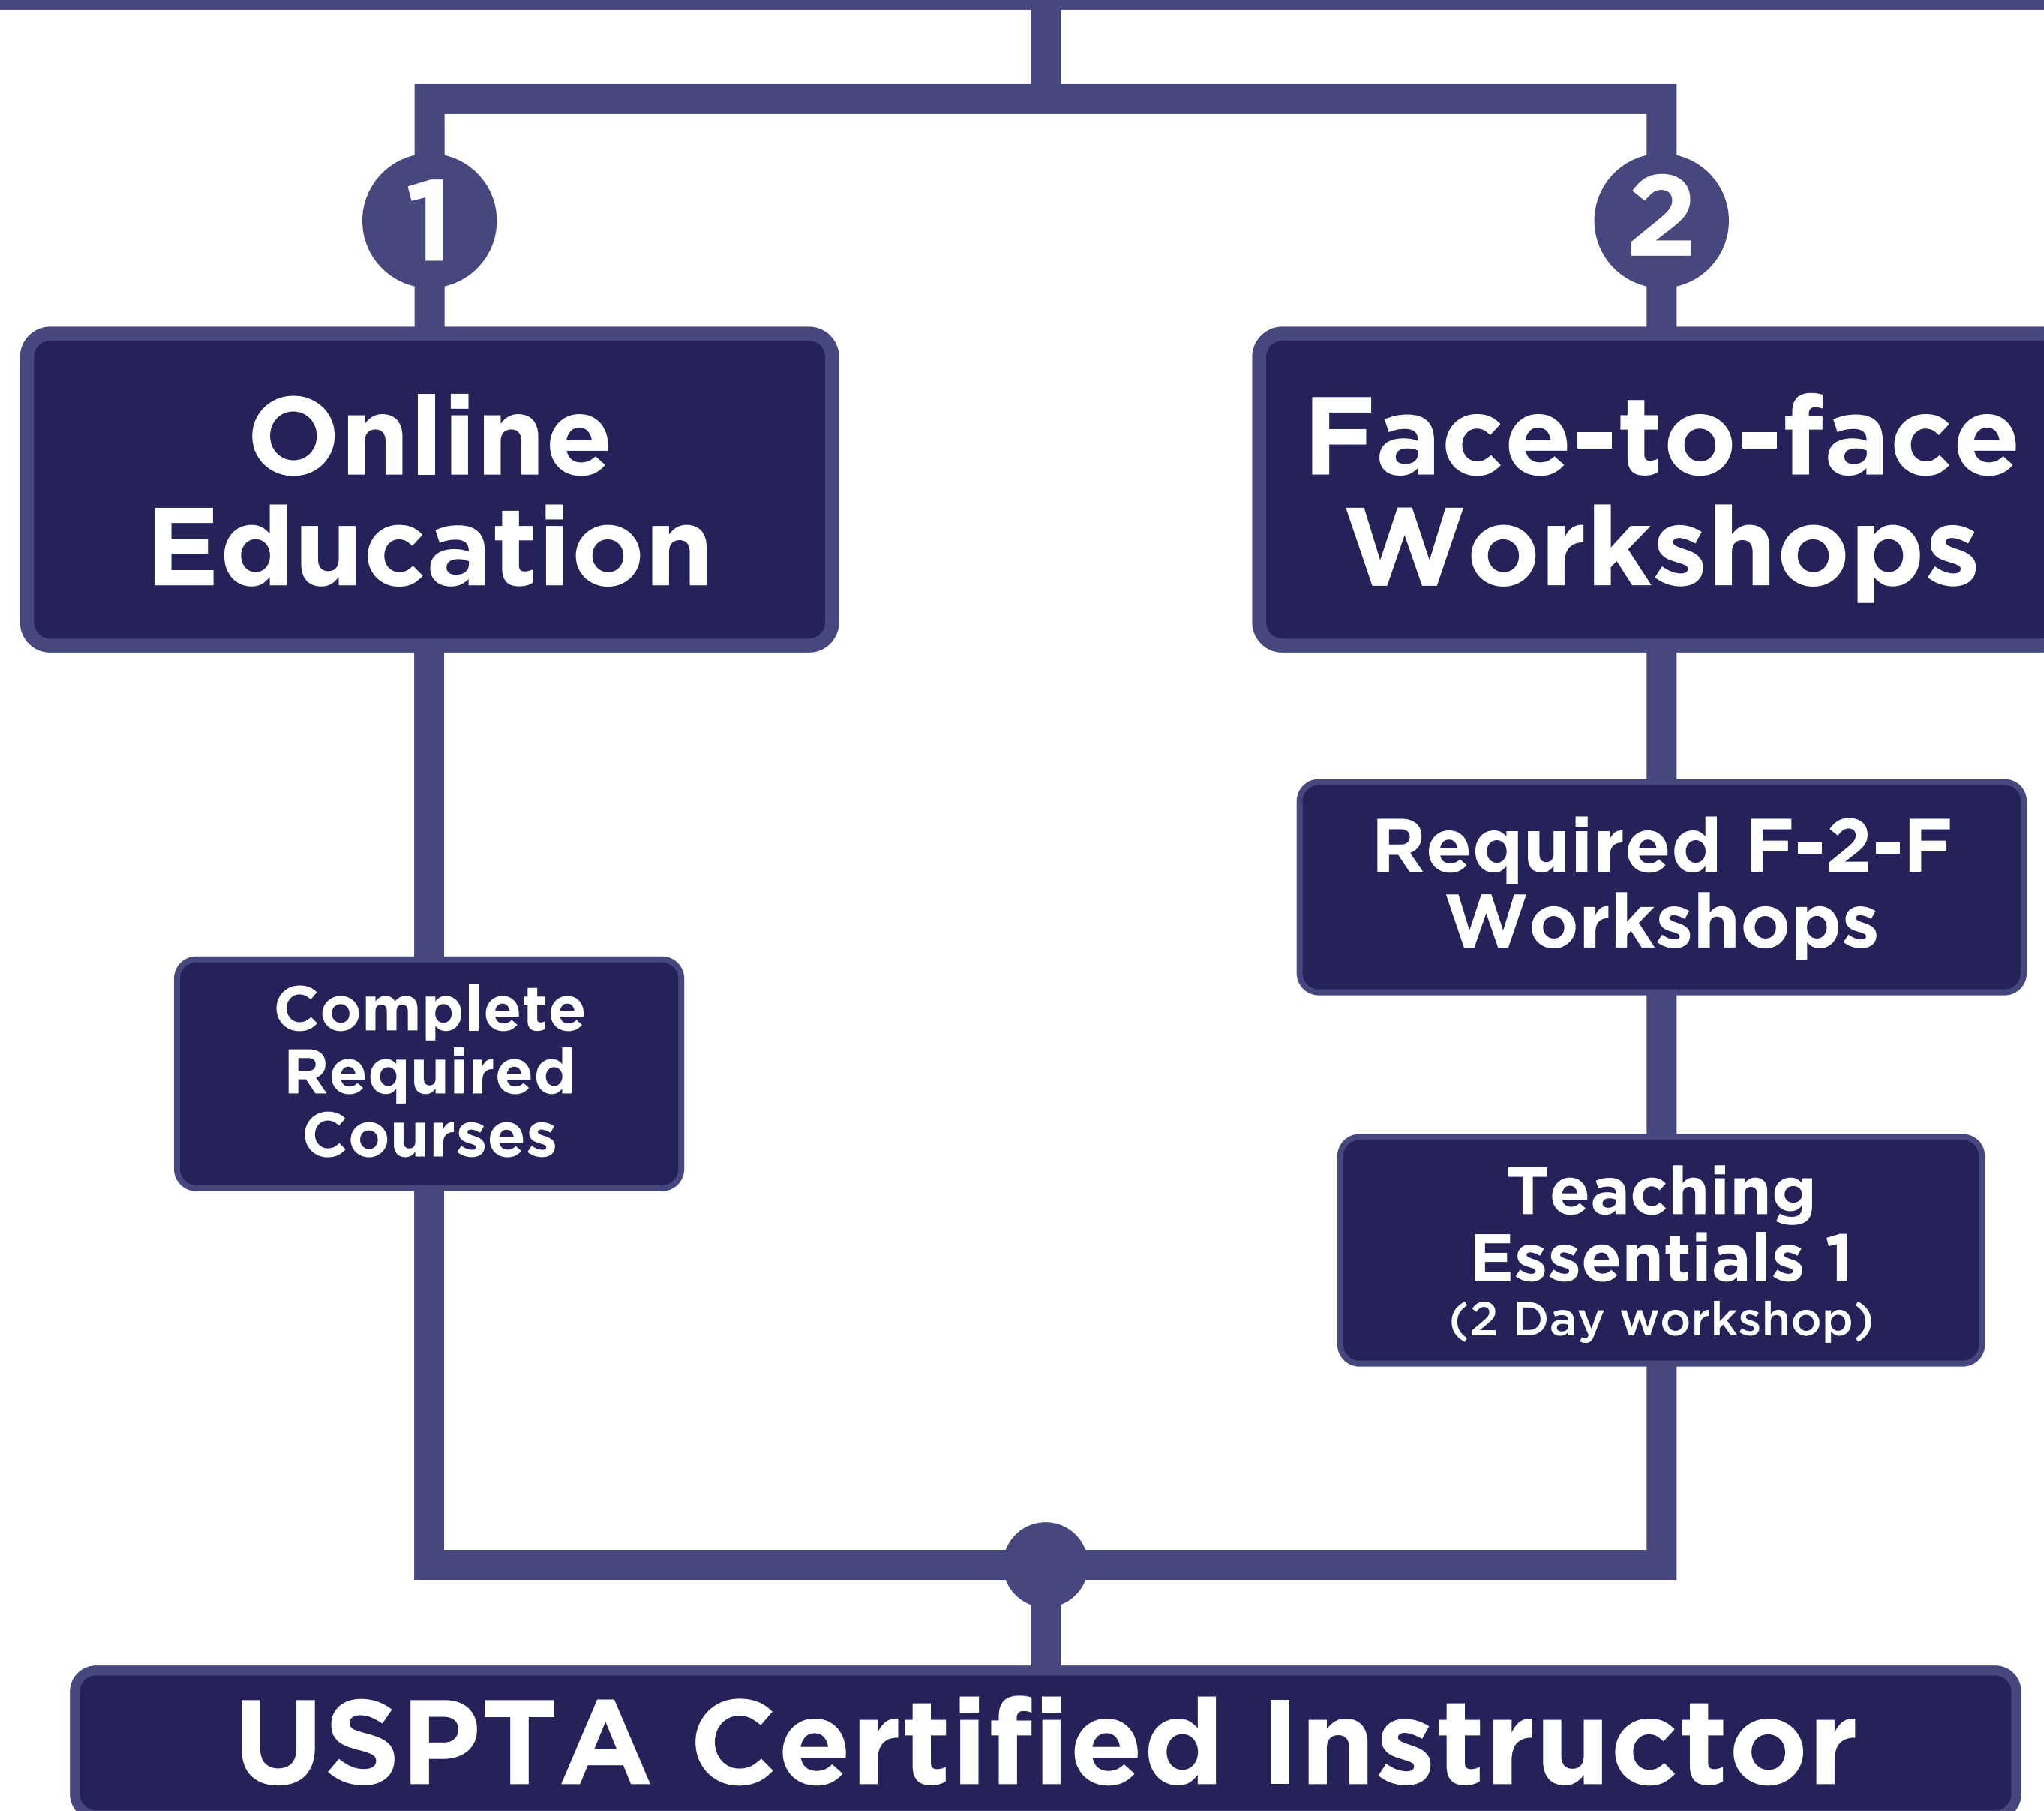 1
Online
Education
Complete
Required
Courses
2
Face-to-face
Workshops
Required F-2-F
Workshops
Teaching
Essentials 1
(2 Day workshop)
USPTA Certified Instructor